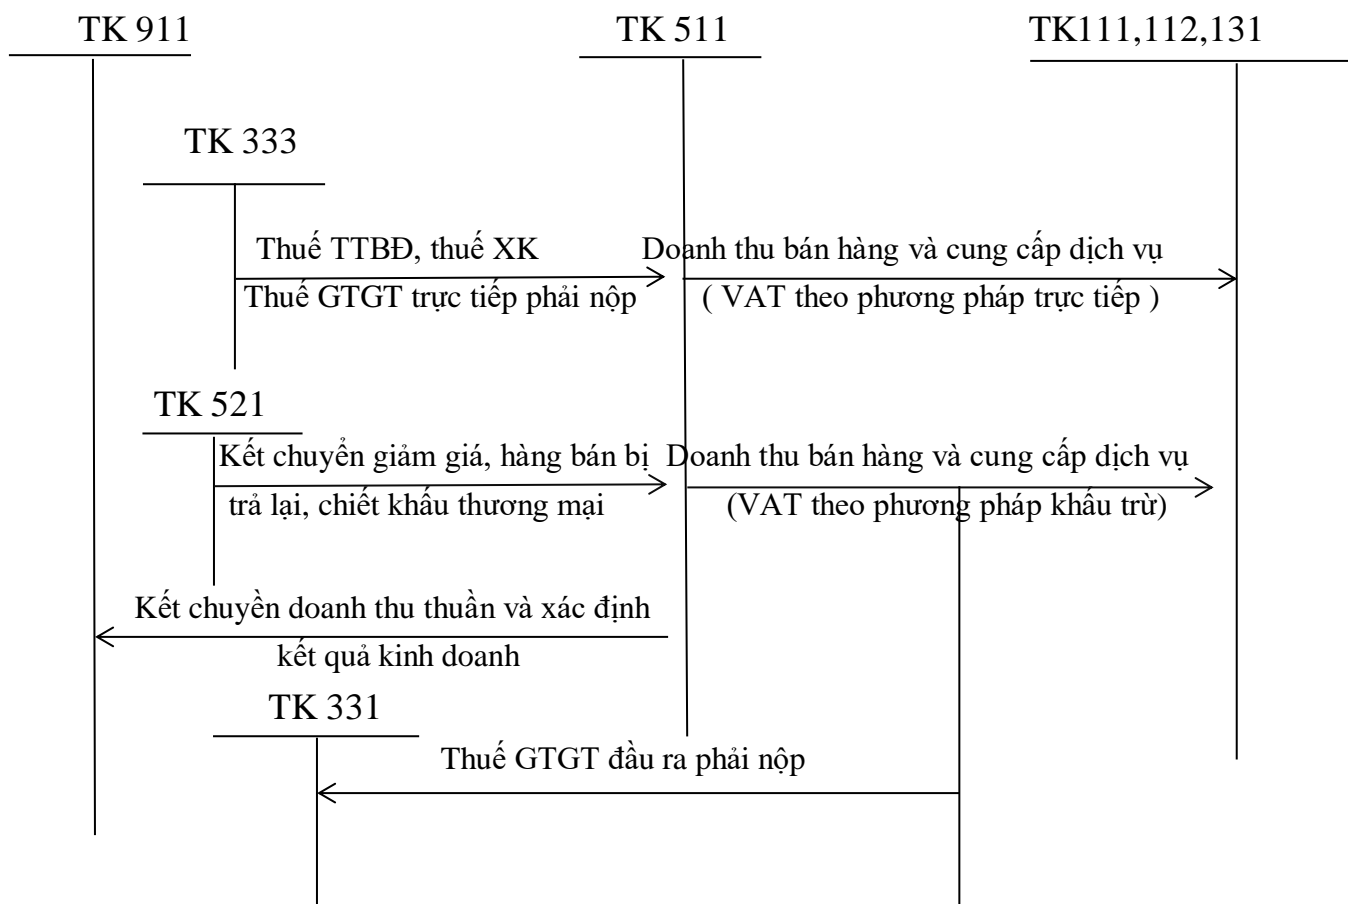 TK 911
TK 511
TK111,112,131
TK 333
Thuế TTBĐ, thuế XK
Doanh thu bán hàng và cung cấp dịch vụ
Thuế GTGT trực tiếp phải nộp
( VAT theo phương pháp trực tiếp )
TK 521
Kết chuyển giảm giá, hàng bán bị
Doanh thu bán hàng và cung cấp dịch vụ
trả lại, chiết khấu thương mại
(VAT theo phương pháp khấu trừ)
Kết chuyền doanh thu thuần và xác định
kết quả kinh doanh
TK 331
Thuế GTGT đầu ra phải nộp